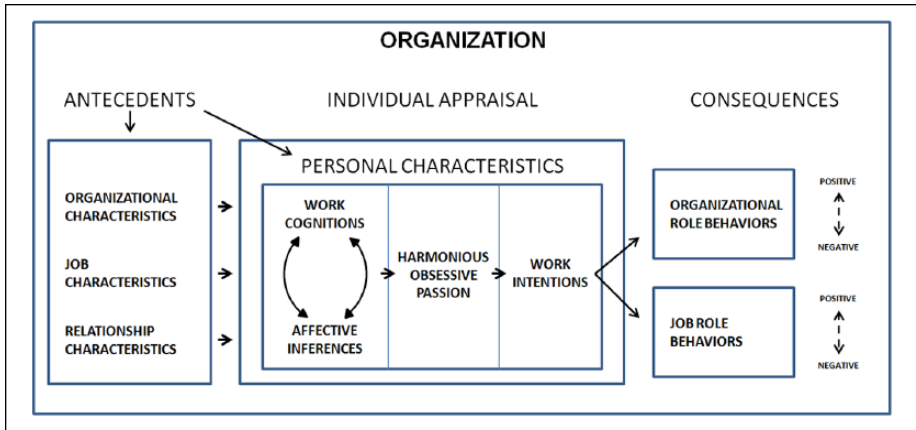 ORGANIZATION
ANTECEDENTS
INDIVIDUAL APPRAISAL
CONSEQUENCES
ORGANIZATIONAL
CHARACTERISTICS
JOB
CHARACTERISTICS
RELATIONSHIP
CHARACTERISTICS
PERSONAL CHARACTERISTICS
WORK
COGNITIONS
AFFECTIVE
INFERENCES
HARMONIOUS
OBSESSIVE
PASSION
WORK
INTENTIONS
ORGANIZATIONAL
ROLE BEHAVIORS
POSITIVE
NEGATIVE
JOB ROLE
BEHAVIORS
POSITIVE
NEGATIVE